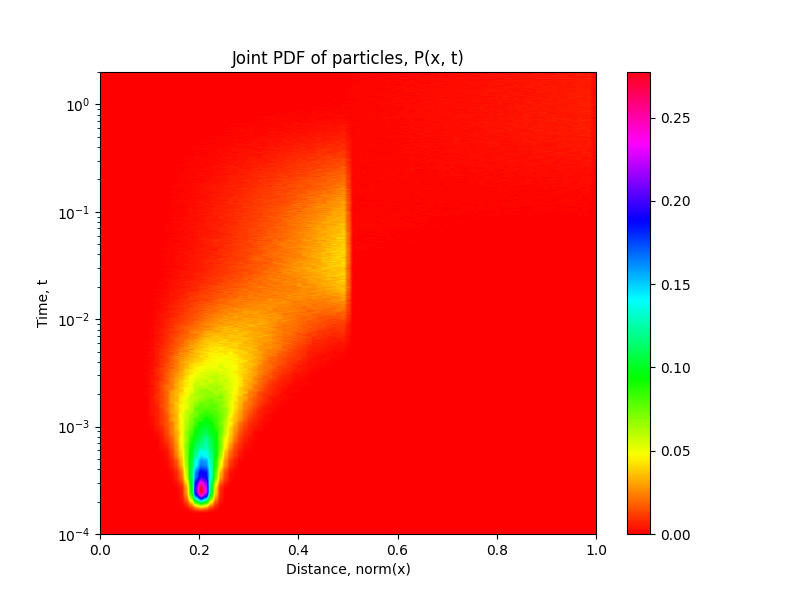 Joint PDF of particles, P(x, t)
Time, t
10⁰
10⁻¹
10⁻²
10⁻³
10⁻⁴
0.0 0.2 0.4 0.6 0.8 1.0
Distance, norm(x)
0.25
0.20
0.15
0.10
0.05
0.00